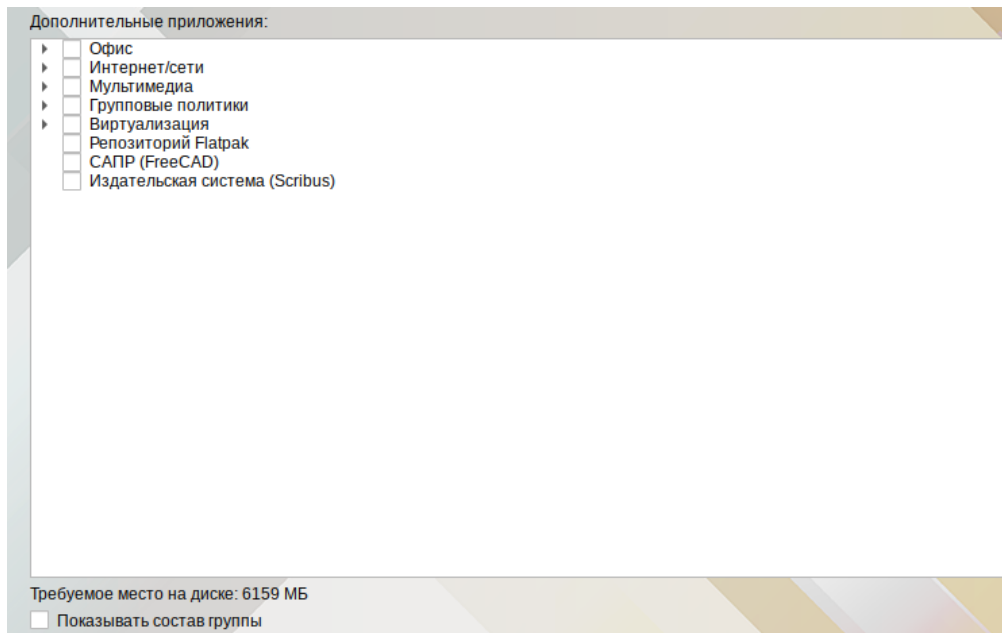 Дополнительные приложения:
Офис
Интернет/сети
Мультимедиа
Групповые политики
Виртуализация
Репозиторий Flatpak
САПР (FreeCAD)
Издательская система (Scribus)
Требуемое место на диске: 6159 МБ
Показывать состав группы